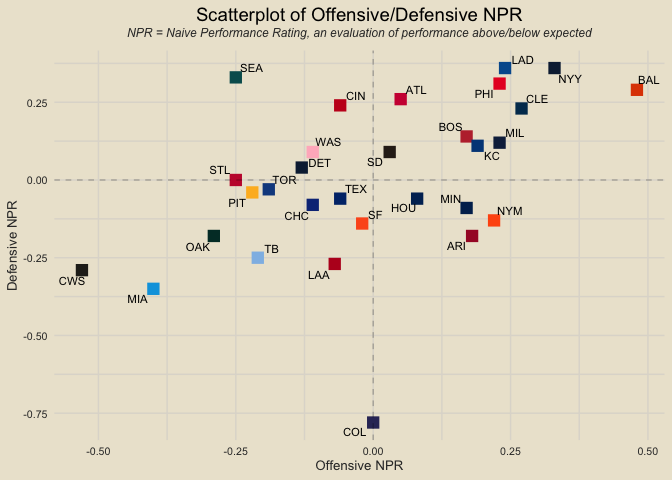 Scatterplot of Offensive/Defensive NPR
NPR = Naive Performance Rating, an evaluation of performance above/below expected
LAD
SEA
NYY
BAL
PHI
CIN
ATL
CLE
0.25
BOS
MIL
WAS
KC
SD
DET
STL
TOR
0.00
PIT
TEX
CHC
HOU
MIN
SF
NYM
OAK
ARI
TB
-0.25
LAA
CWS
MIA
-0.50
-0.75
COL
Defensive NPR
-0.50
-0.25
0.00
0.25
0.50
Offensive NPR